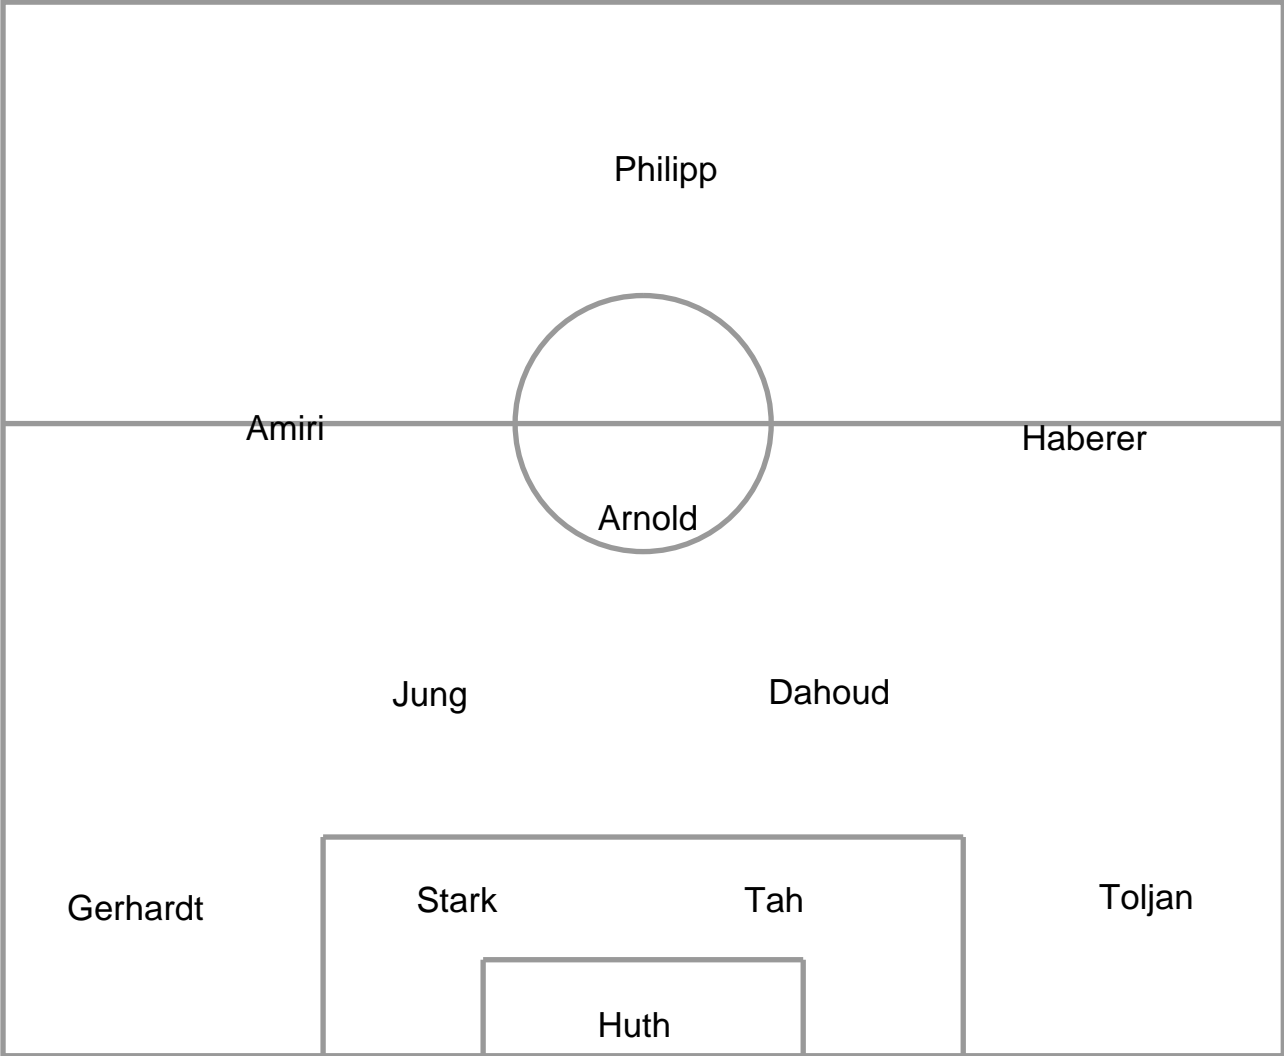 Philipp
Amiri
Haberer
Arnold
Jung
Dahoud
Gerhardt
Stark
Tah
Toljan
Huth